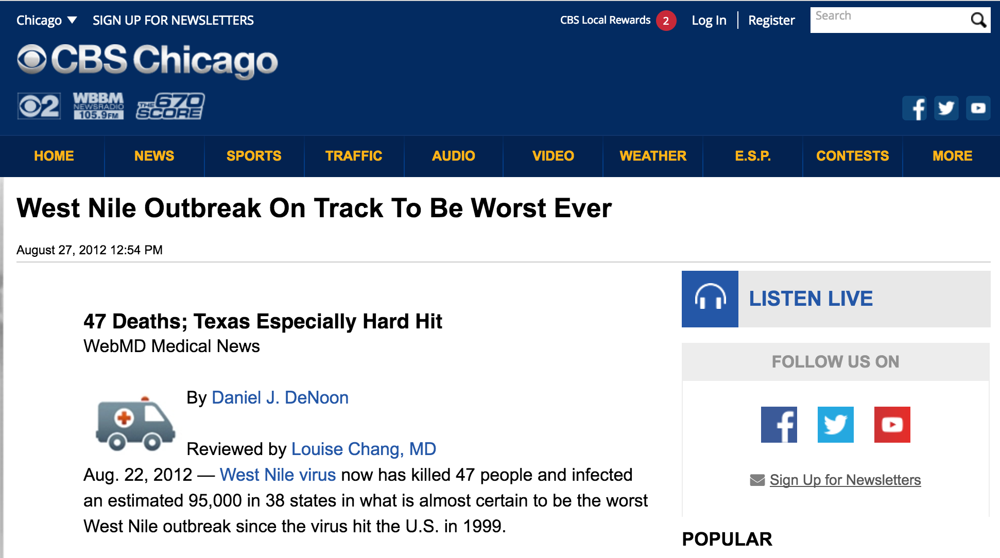 Chicago SIGN UP FOR NEWSLETTERS CBS Local Rewards 2 Log In Register Search
CBS Chicago
2 WBBM NEWSRADIO 105.9FM THE 670 SCORE
HOME NEWS SPORTS TRAFFIC AUDIO VIDEO WEATHER E.S.P. CONTESTS MORE
West Nile Outbreak On Track To Be Worst Ever
August 27, 2012 12:54 PM
47 Deaths; Texas Especially Hard Hit
WebMD Medical News
By Daniel J. DeNoon
Reviewed by Louise Chang, MD
Aug. 22, 2012 — West Nile virus now has killed 47 people and infected
an estimated 95,000 in 38 states in what is almost certain to be the worst
West Nile outbreak since the virus hit the U.S. in 1999.
LISTEN LIVE
FOLLOW US ON
Sign Up for Newsletters
POPULAR